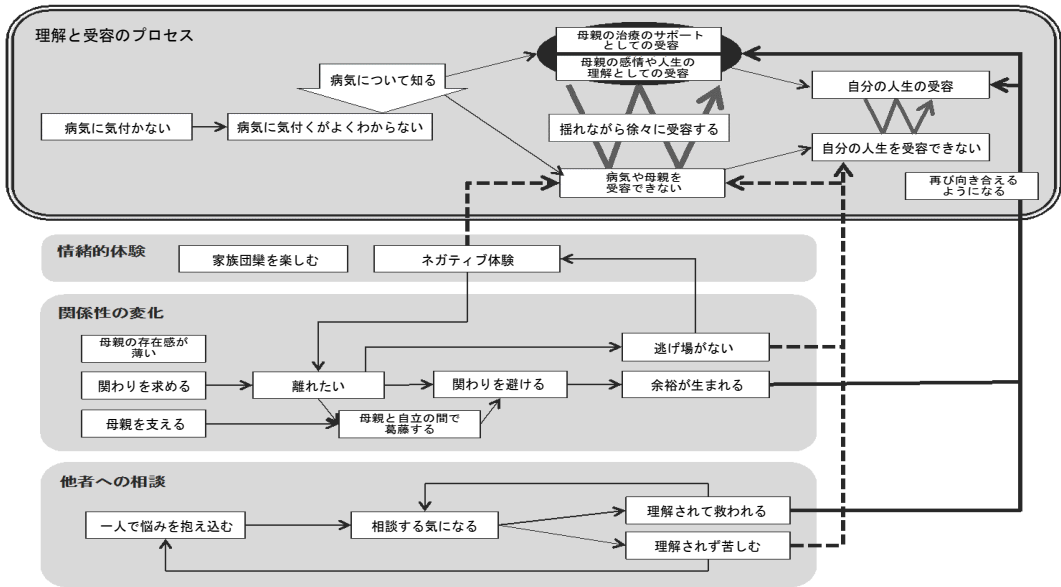 理解と受容のプロセス
母親の治療のサポート
としての受容
母親の感情や人生の
理解としての受容
病気について知る
自分の人生の受容
病気に気付かない
病気に気付くがよくわからない
揺れながら徐々に受容する
自分の人生を受容できない
病気や母親を
受容できない
再び向き合える
ようになる
情緒的体験
家族団欒を楽しむ
ネガティブ体験
関係性の変化
母親の存在感が
薄い
逃げ場がない
関わりを求める
離れたい
関わりを避ける
余裕が生まれる
母親を支える
母親と自立の間で
葛藤する
他者への相談
一人で悩みを抱え込む
相談する気になる
理解されて救われる
理解されず苦しむ